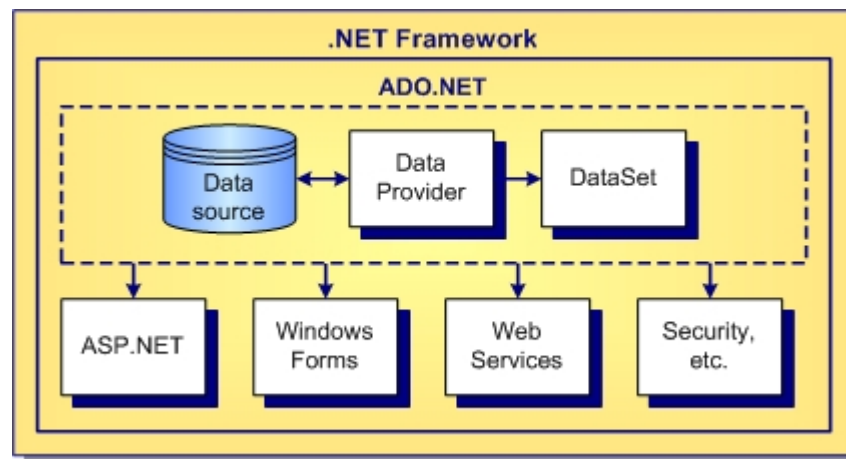 .NET Framework
ADO.NET
Data
source
Data
Provider
DataSet
ASP.NET
Windows
Forms
Web
Services
Security,
etc.